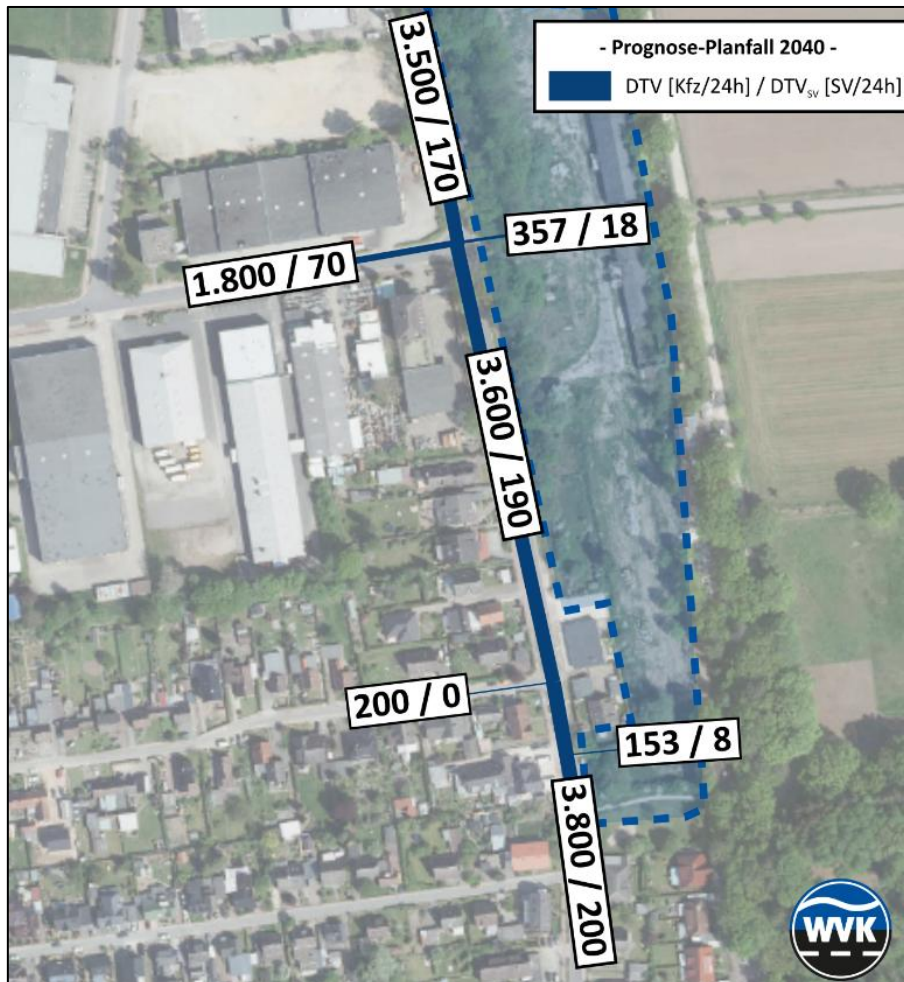 - Prognose-Planfall 2040 -
DTV [Kfz/24h] / DTVSV [SV/24h]
3.500 / 170
357 / 18
1.800 / 70
3.600 / 190
200 / 0
153 / 8
3.800 / 200
WVK